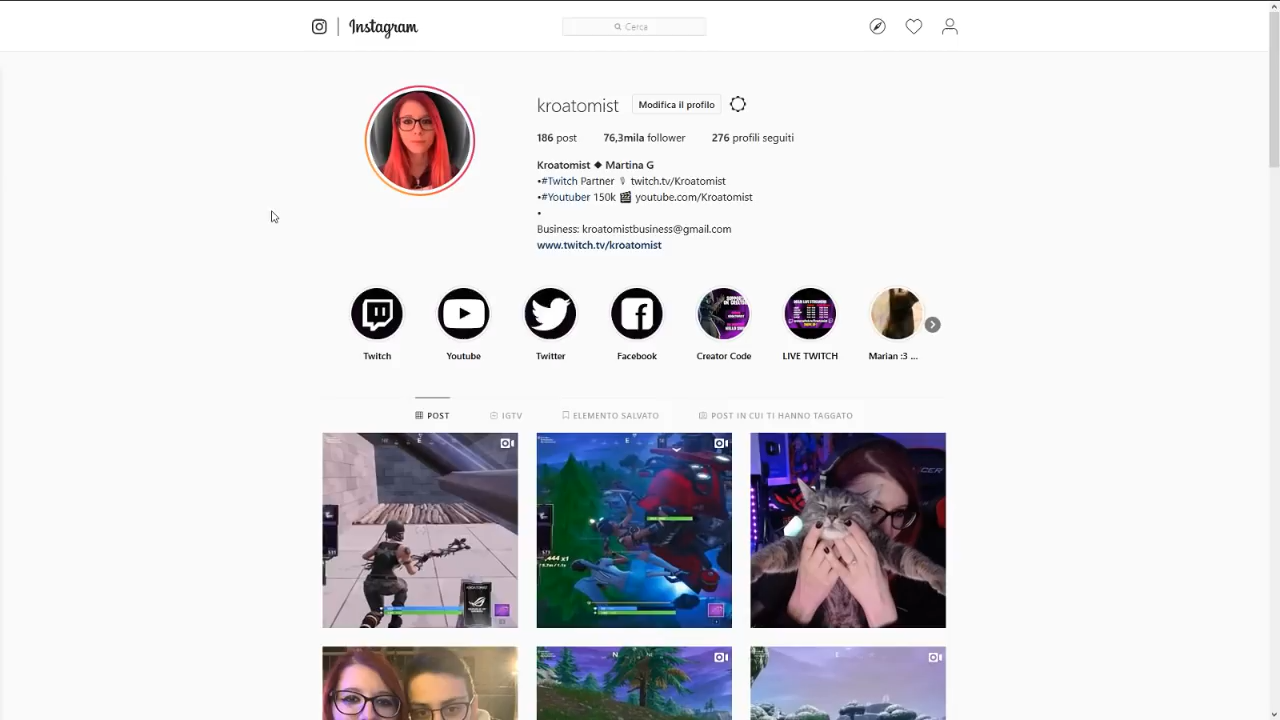 Instagram
Cerca
kroatomist Modifica il profilo
186 post 76,3mila follower 276 profili seguiti
Kroatomist ◆ Martina G
•#Twitch Partner 🎙 twitch.tv/Kroatomist
•#Youtuber 150k 🎬 youtube.com/Kroatomist
•
Business: kroatomistbusiness@gmail.com
www.twitch.tv/kroatomist
Twitch Youtube Twitter Facebook Creator Code LIVE TWITCH Marian :3 ...
POST IGTV ELEMENTO SALVATO POST IN CUI TI HANNO TAGGATO